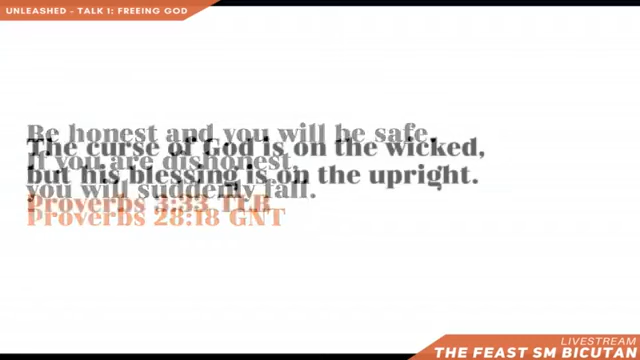 UNLEASHED - TALK 1: FREEING GOD
Be honest and you will be safe.
If you are dishonest,
you will suddenly fall.
Proverbs 28:18 GNT
The curse of God is on the wicked,
but his blessing is on the upright.
Proverbs 3:33 TLB
LIVESTREAM
THE FEAST SM BICUTAN